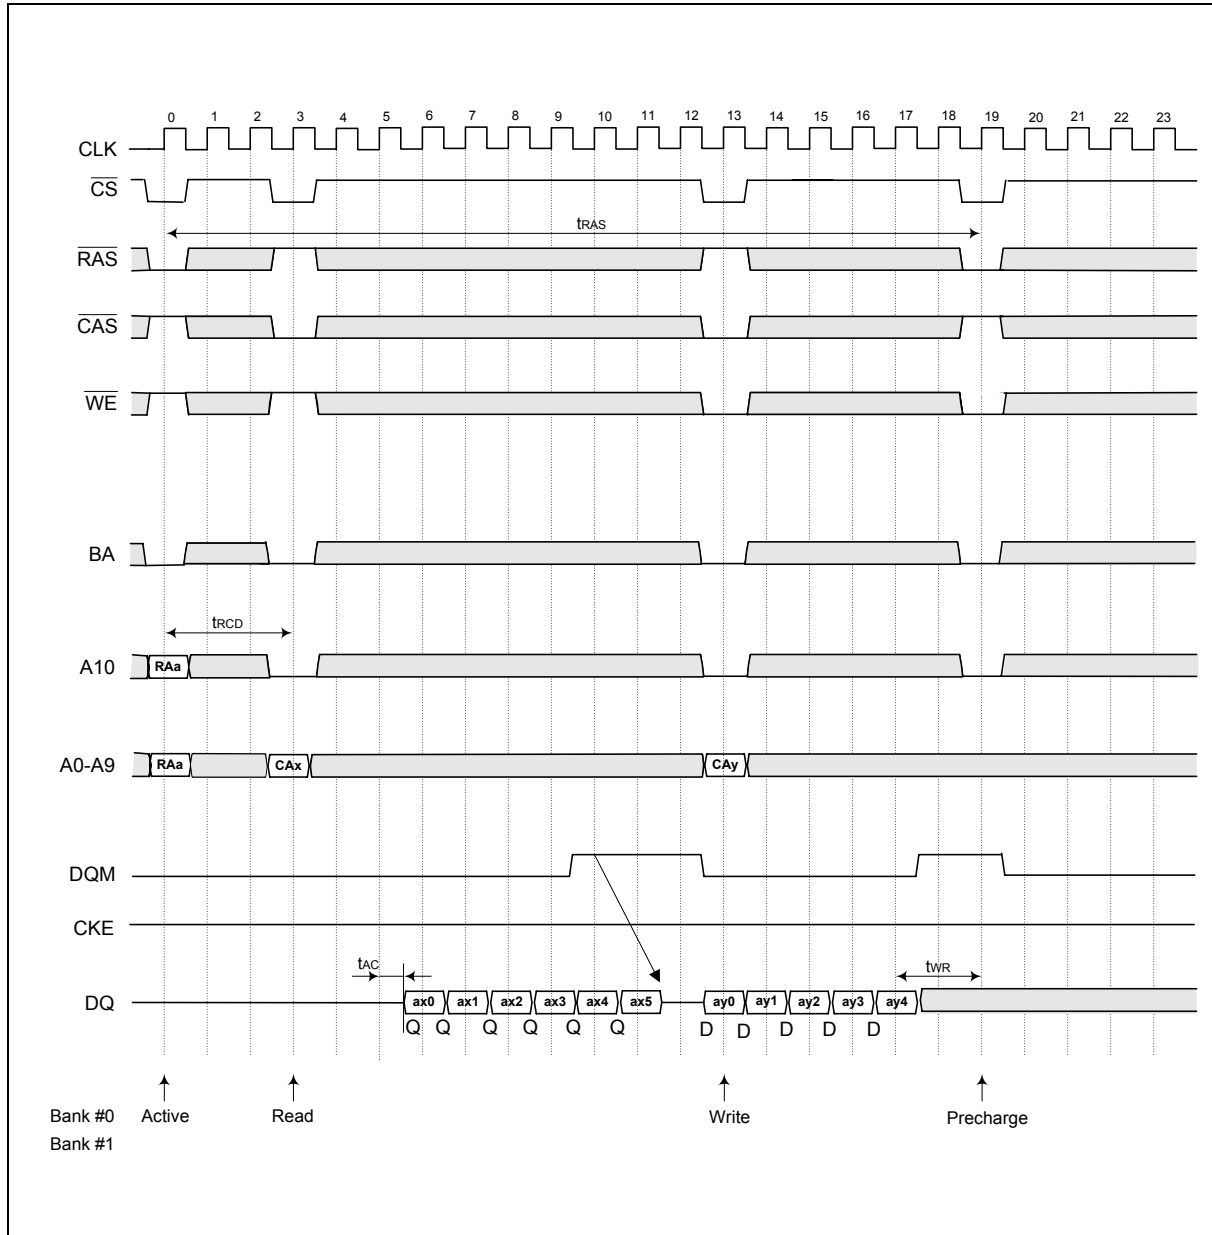 0 1 2 3 4 5 6 7 8 9 10 11 12 13 14 15 16 17 18 19 20 21 22 23
CLK
CS
tRAS
RAS
CAS
WE
BA
tRCD
A10 RAa
A0-A9 RAa CAx CAy
DQM
CKE
tAC tWR
DQ ax0 ax1 ax2 ax3 ax4 ax5 ay0 ay1 ay2 ay3 ay4
Q Q Q Q Q Q D D D D D
Bank #0 Active Read Write Precharge
Bank #1